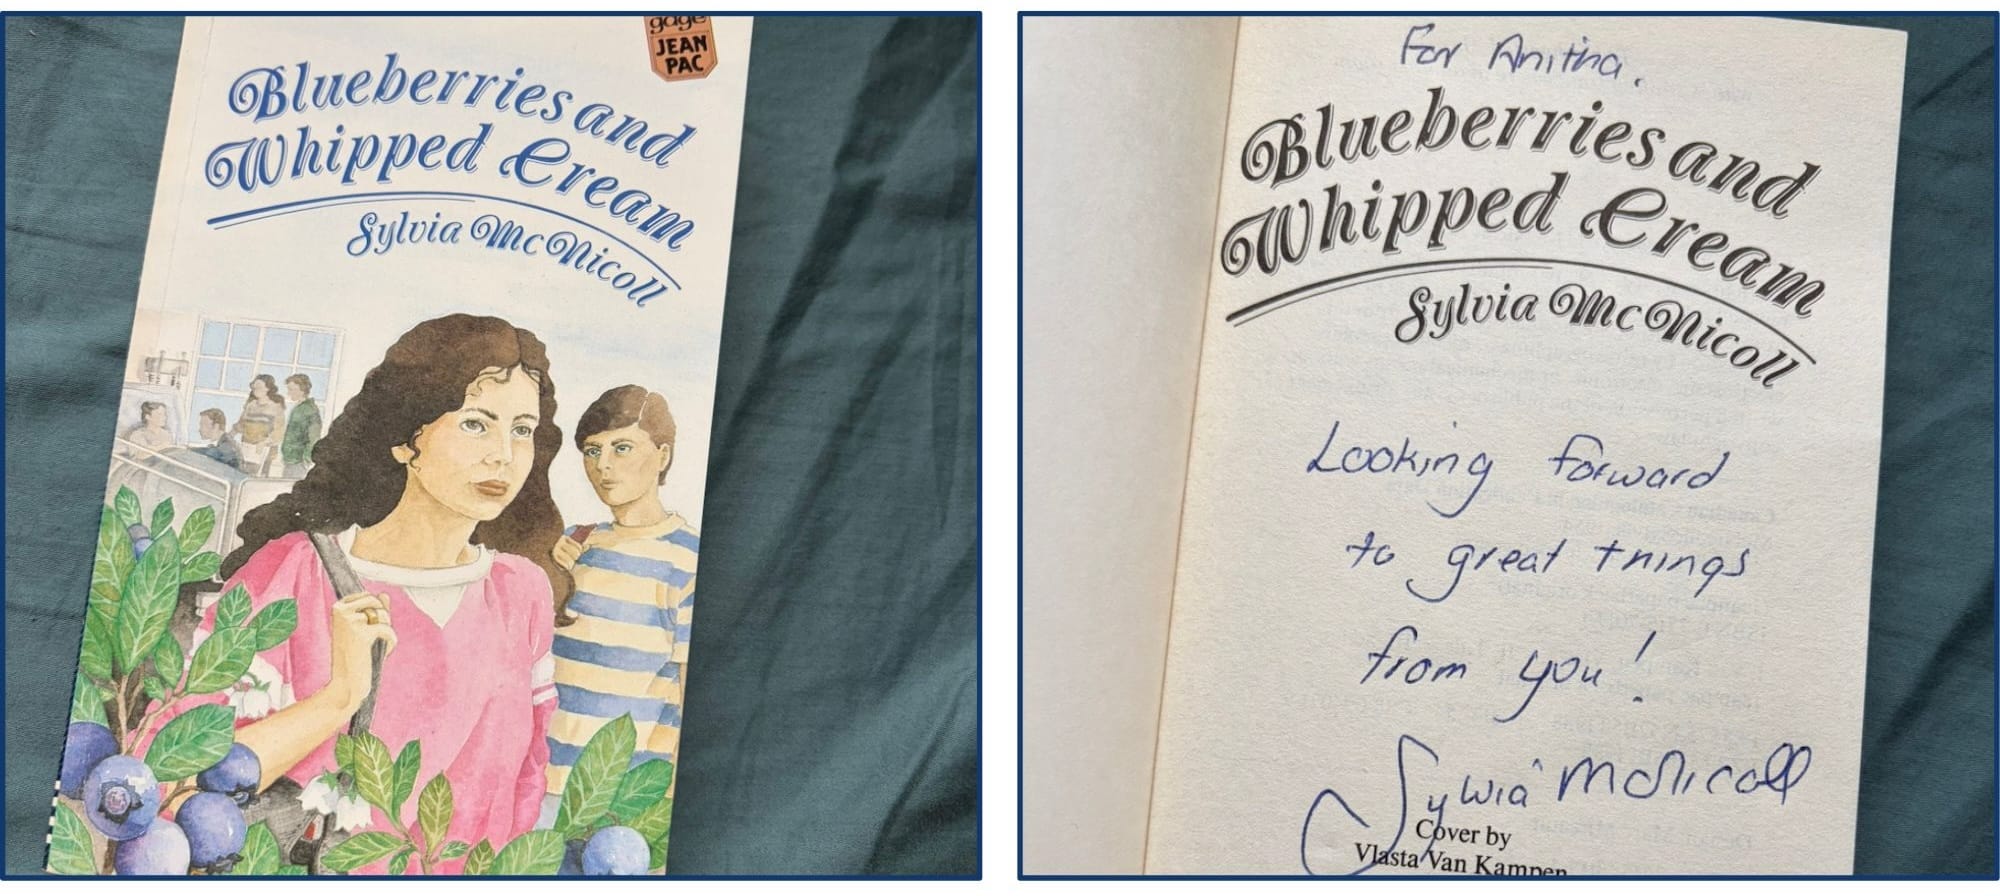 gage
JEAN
PAC
Blueberries and
Whipped Cream
Sylvia McNicoll
For Anitha.
Blueberries and
Whipped Cream
Sylvia McNicoll
Looking forward
to great things
from you!
Sylvia McNicoll
Cover by
Vlasta Van Kampen